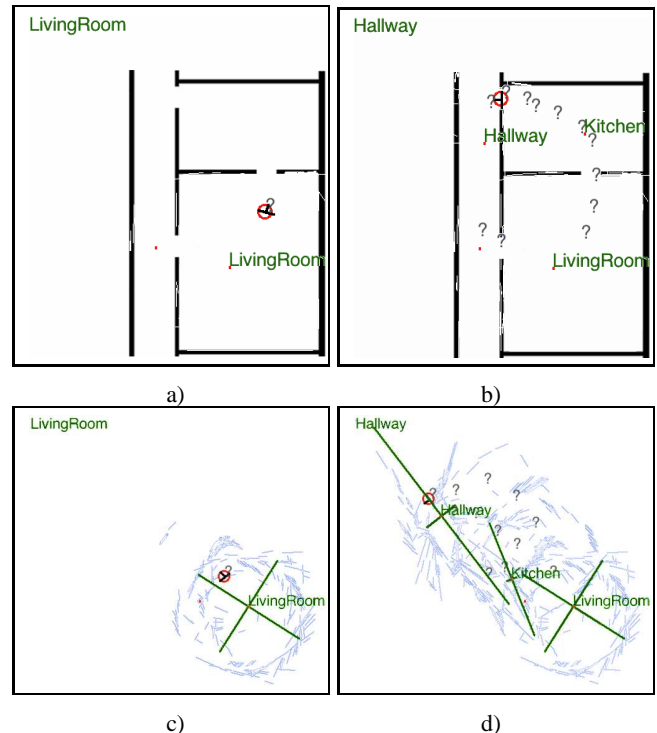 LivingRoom
?
LivingRoom
a)
Hallway
? ? ? ? ?
?
? Kitchen
Hallway
?
?
?
? ?
?
LivingRoom
b)
LivingRoom
?
LivingRoom
c)
Hallway
?
? ? ?
Hallway
? ?
?
? ? ?
Kitchen
LivingRoom
d)